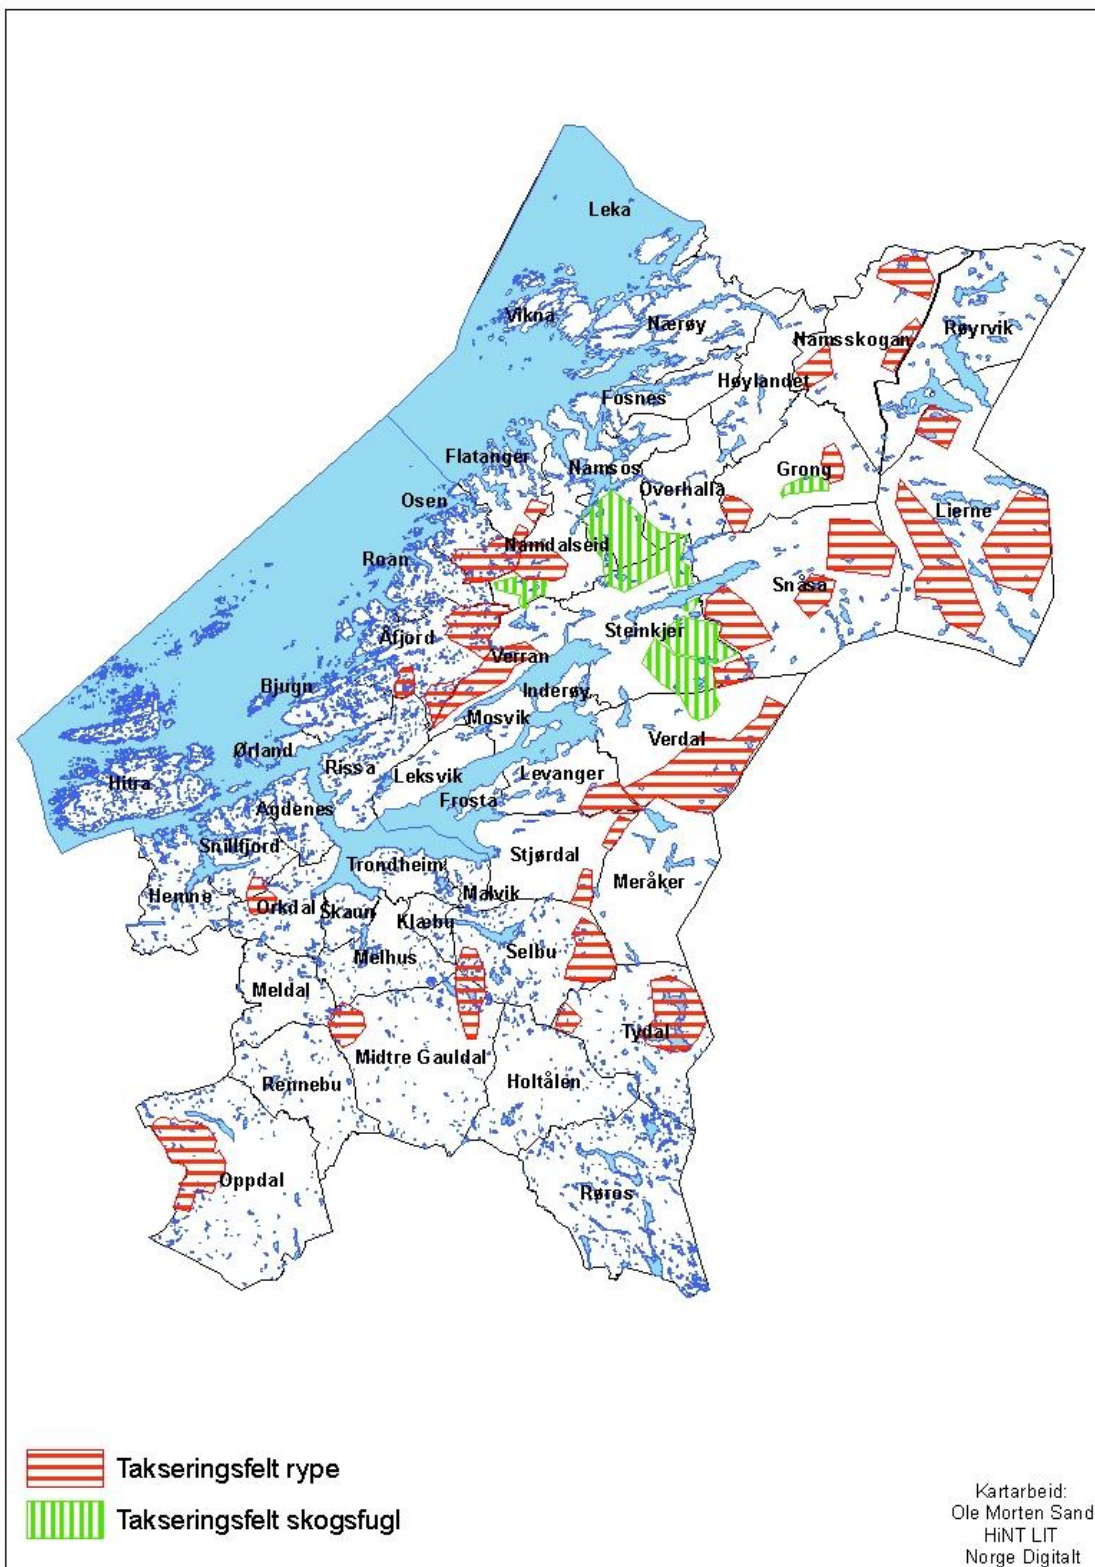 Leka
Vikna
Nærøy
Namsskogan
Røyrvik
Høylandet
Fosnes
Flatanger
Namsos
Overhalla
Grong
Osen
Lierne
Namdalseid
Roan
Snåsa
Åfjord
Steinkjer
Verran
Bjugn
Inderøy
Mosvik
Verdal
Ørland
Rissa
Leksvik
Levanger
Hitra
Frosta
Agdenes
Snillfjord
Stjørdal
Trondheim
Meråker
Hemne
Malvik
Orkdal
Skaun
Klæbu
Selbu
Melhus
Meldal
Tydal
Midtre Gauldal
Rennebu
Holtålen
Oppdal
Røros
Takseringsfelt rype
Takseringsfelt skogsfugl
Kartarbeid:
Ole Morten Sand
HiNT LIT
Norge Digitalt